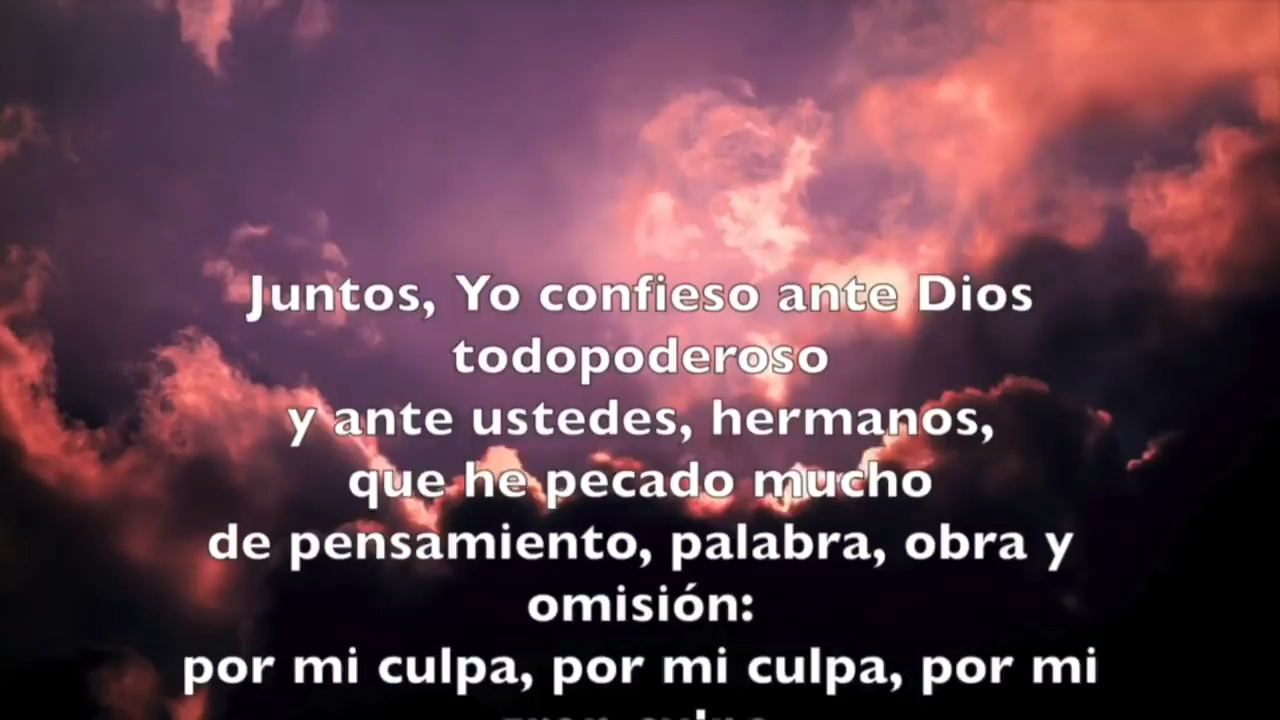 Juntos, Yo confieso ante Dios
todopoderoso
y ante ustedes, hermanos,
que he pecado mucho
de pensamiento, palabra, obra y
omisión:
por mi culpa, por mi culpa, por mi